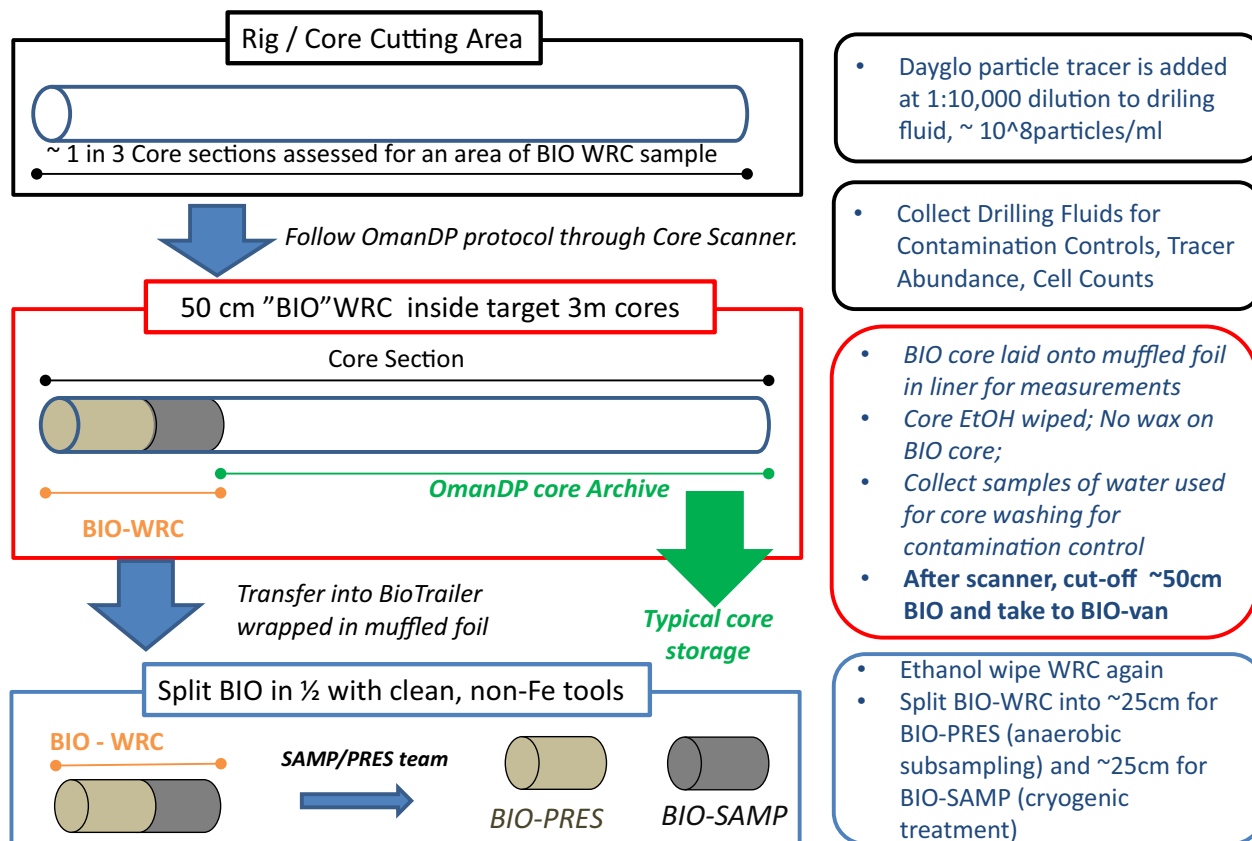 Rig / Core Cutting Area
~ 1 in 3 Core sections assessed for an area of BIO WRC sample
• Dayglo particle tracer is added
at 1:10,000 dilution to driling
fluid, ~ 10^8particles/ml
Follow OmanDP protocol through Core Scanner.
• Collect Drilling Fluids for
Contamination Controls, Tracer
Abundance, Cell Counts
50 cm ”BIO”WRC inside target 3m cores
Core Section
OmanDP core Archive
BIO-WRC
• BIO core laid onto muffled foil
in liner for measurements
• Core EtOH wiped; No wax on
BIO core;
• Collect samples of water used
for core washing for
contamination control
• After scanner, cut-off ~50cm
BIO and take to BIO-van
Transfer into BioTrailer
wrapped in muffled foil
Typical core
storage
Split BIO in ½ with clean, non-Fe tools
BIO - WRC
SAMP/PRES team
BIO-PRES
BIO-SAMP
• Ethanol wipe WRC again
• Split BIO-WRC into ~25cm for
BIO-PRES (anaerobic
subsampling) and ~25cm for
BIO-SAMP (cryogenic
treatment)